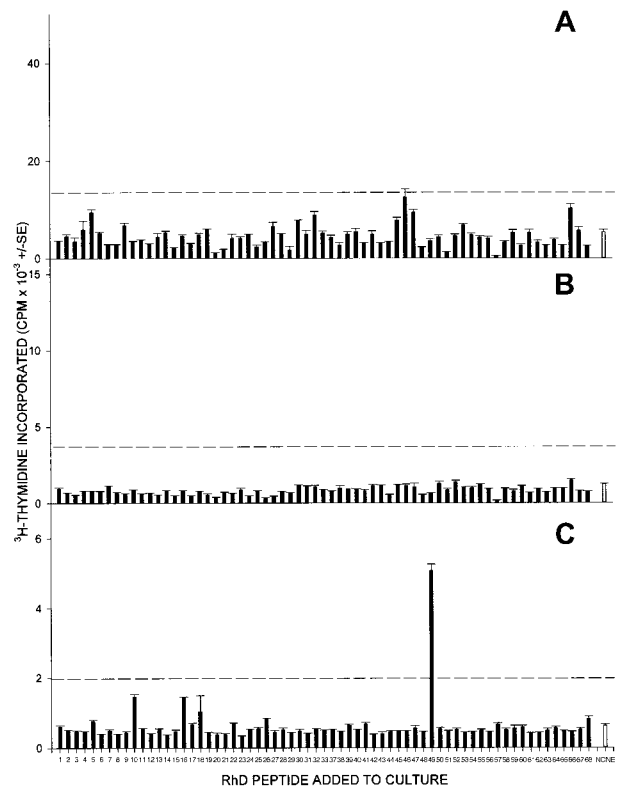 A
40
20
0
B
15
10
5
0
C
6
4
2
0
³H-THYMIDINE INCORPORATED (CPM x 10⁻³ +/-SE)
1 2 3 4 5 6 7 8 9 10 11 12 13 14 15 16 17 18 19 20 21 22 23 24 25 26 27 28 29 30 31 32 33 37 38 39 40 41 42 43 44 45 46 47 48 49 50 51 52 53 54 55 56 57 58 59 60 61 62 63 64 65 66 67 68 NONE
RhD PEPTIDE ADDED TO CULTURE